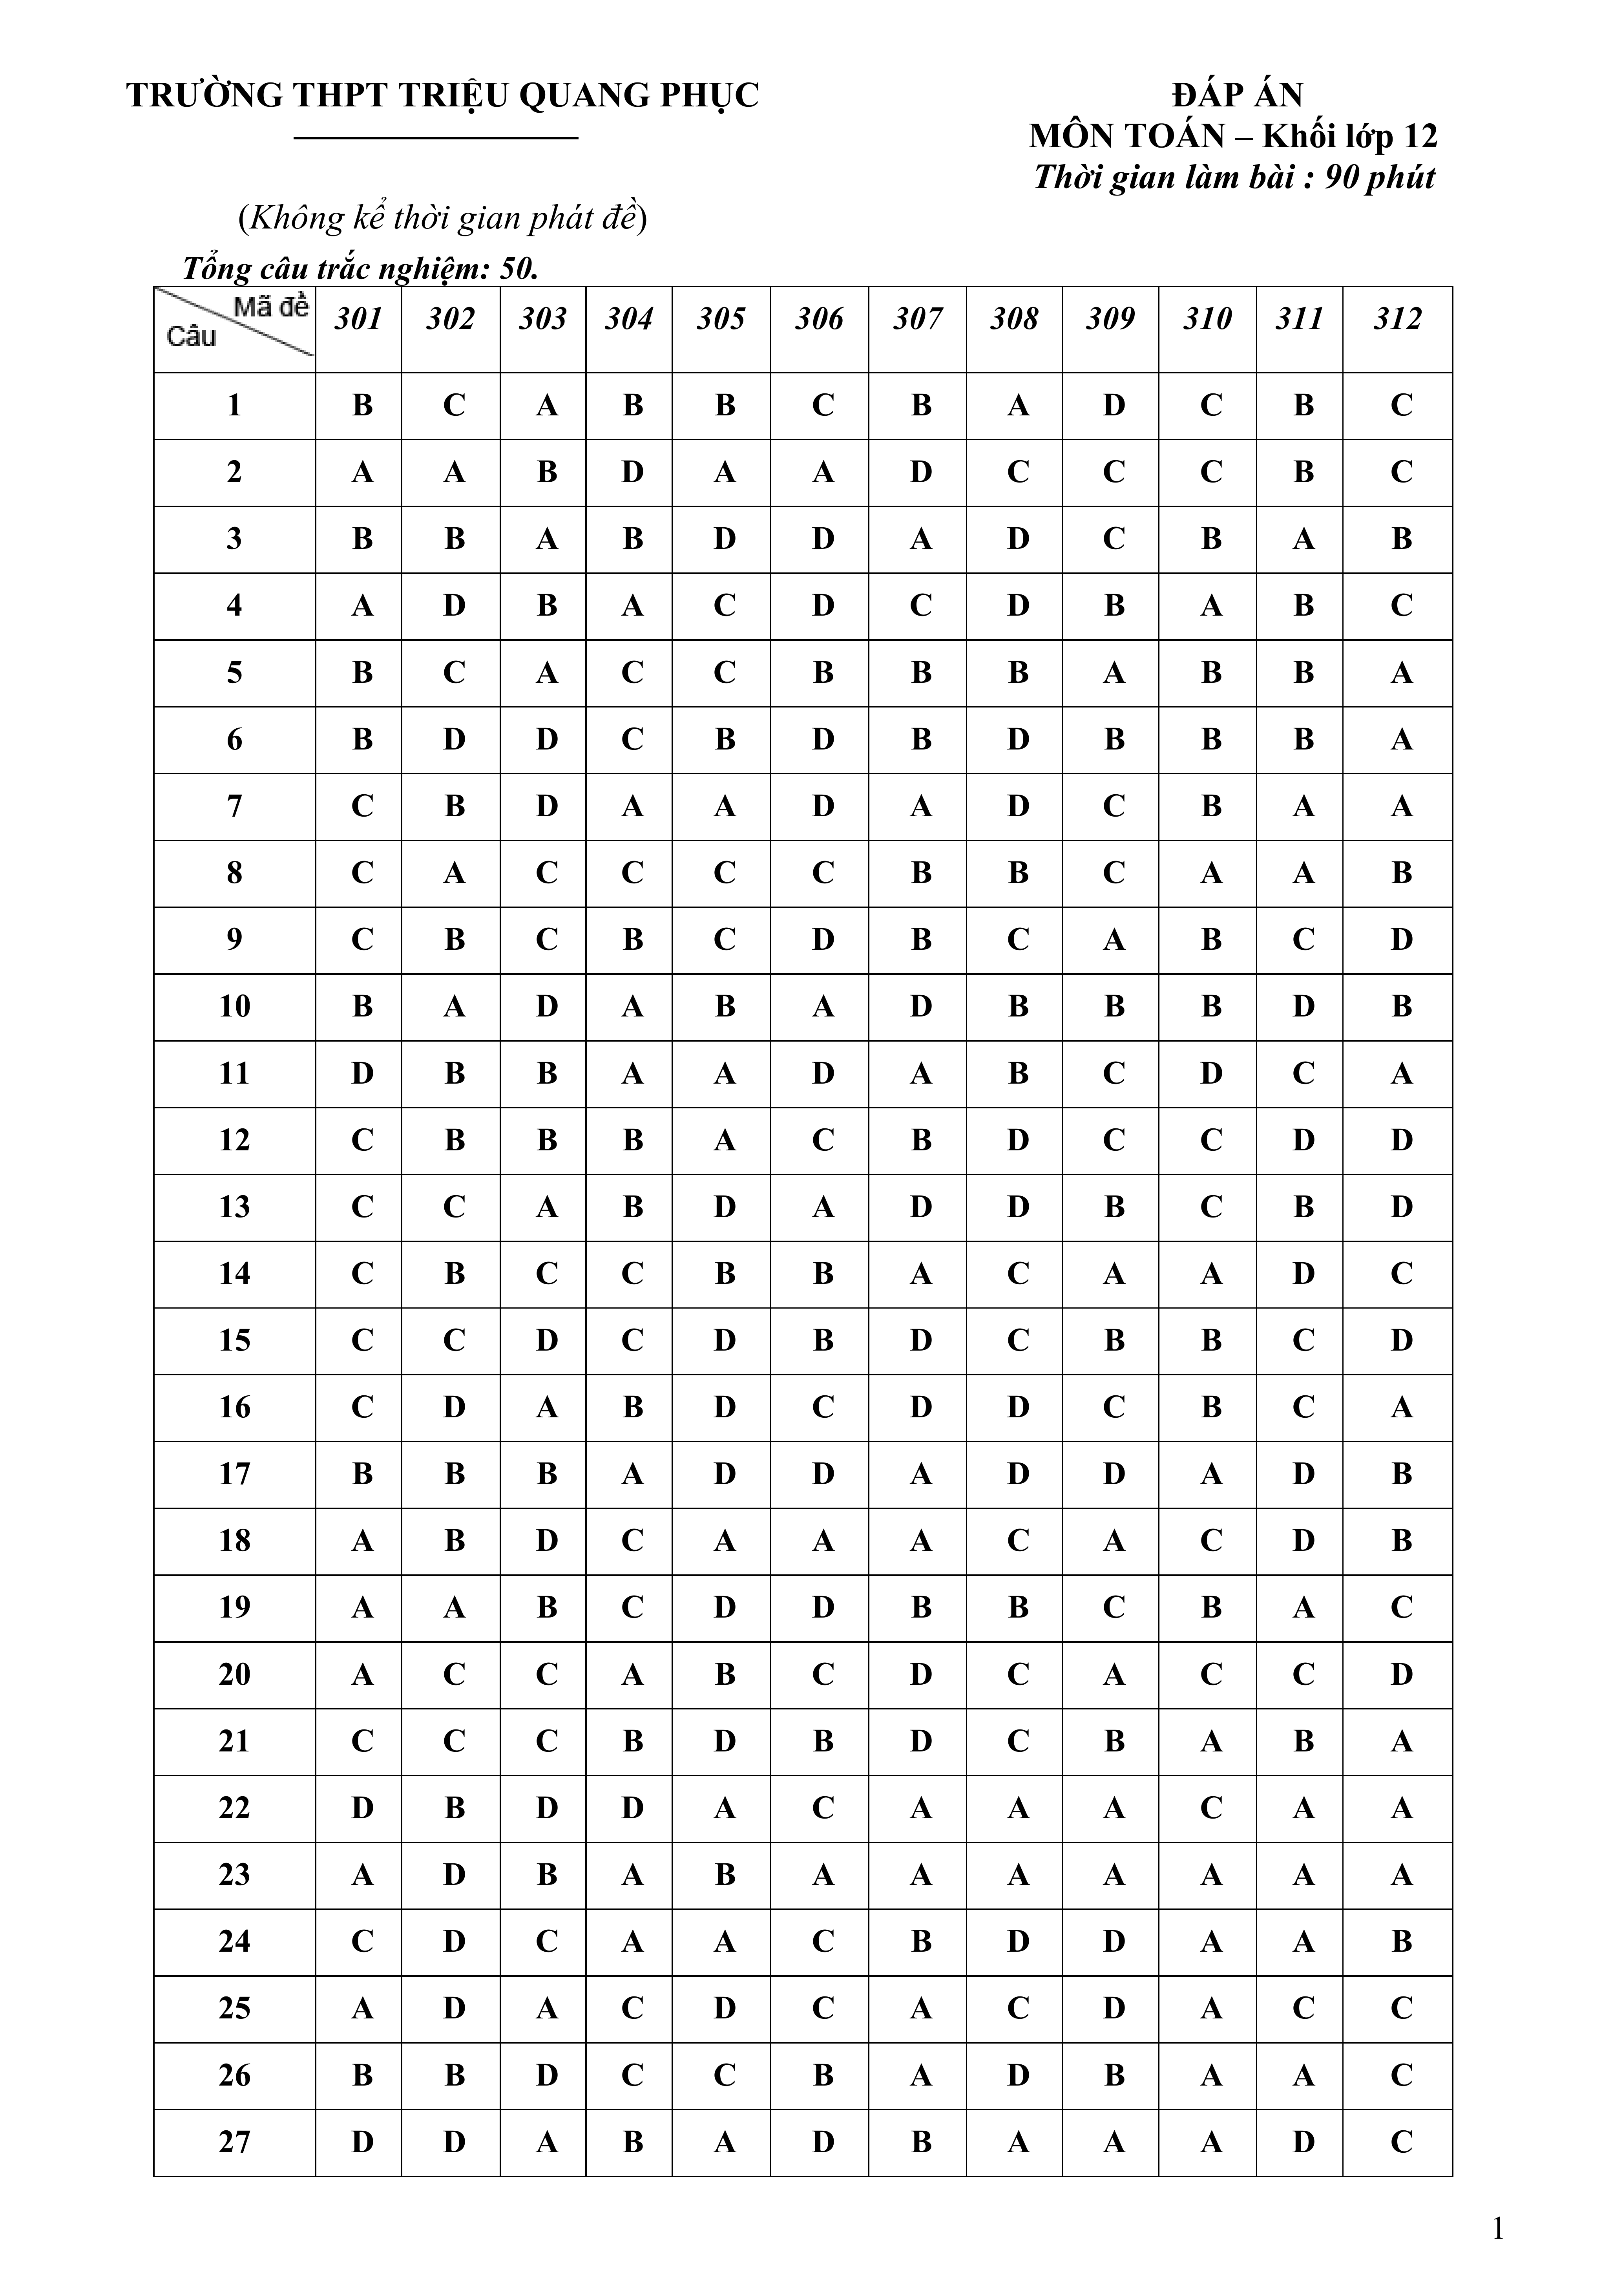 TRƯỜNG THPT TRIỆU QUANG PHỤC
ĐÁP ÁN
MÔN TOÁN – Khối lớp 12
Thời gian làm bài : 90 phút
(Không kể thời gian phát đề)
Tổng câu trắc nghiệm: 50.
Mã đề
Câu
301 302 303 304 305 306 307 308 309 310 311 312
1 B C A B B C B A D C B C
2 A A B D A A D C C C B C
3 B B A B D D A D C B A B
4 A D B A C D C D B A B C
5 B C A C C B B B A B B A
6 B D D C B D B D B B B A
7 C B D A A D A D C B A A
8 C A C C C C B B C A A B
9 C B C B C D B C A B C D
10 B A D A B A D B B B D B
11 D B B A A D A B C D C A
12 C B B B A C B D C C D D
13 C C A B D A D D B C B D
14 C B C C B B A C A A D C
15 C C D C D B D C B B C D
16 C D A B D C D D C B C A
17 B B B A D D A D D A D B
18 A B D C A A A C A C D B
19 A A B C D D B B C B A C
20 A C C A B C D C A C C D
21 C C C B D B D C B A B A
22 D B D D A C A A A C A A
23 A D B A B A A A A A A A
24 C D C A A C B D D A A B
25 A D A C D C A C D A C C
26 B B D C C B A D B A A C
27 D D A B A D B A A A D C
1